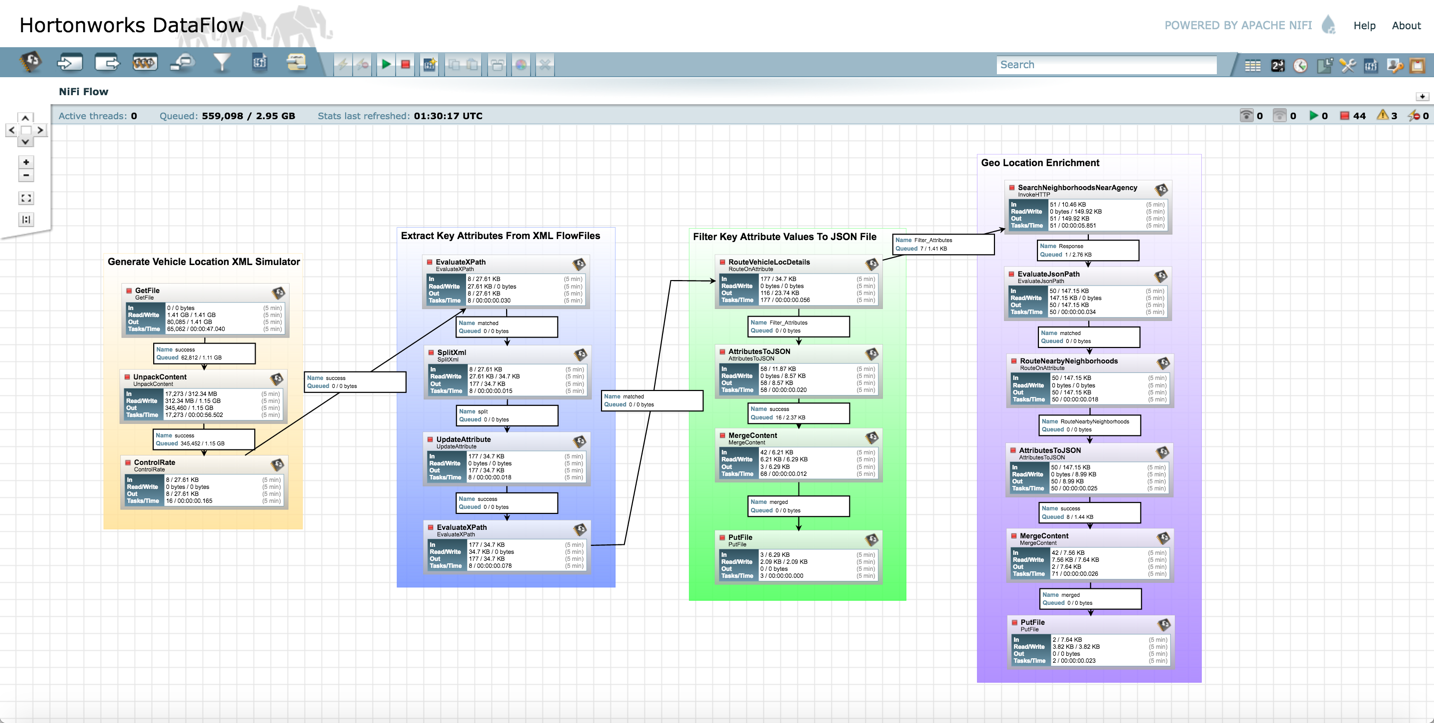 Hortonworks DataFlow
POWERED BY APACHE NIFI
Help
About
Search
NiFi Flow
Active threads: 0
Queued: 559,098 / 2.95 GB
Stats last refreshed: 01:30:17 UTC
0
0
0
44
3
0
Generate Vehicle Location XML Simulator
GetFile
GetFile
In 0 / 0 bytes (5 min)
Read/Write 1.41 GB / 1.41 GB (5 min)
Out 80,085 / 1.41 GB (5 min)
Tasks/Time 65,062 / 00:00:47.040 (5 min)
Name success
Queued 62,812 / 1.11 GB
UnpackContent
UnpackContent
In 17,273 / 312.34 MB (5 min)
Read/Write 312.34 MB / 1.15 GB (5 min)
Out 345,460 / 1.15 GB (5 min)
Tasks/Time 17,273 / 00:00:56.502 (5 min)
Name success
Queued 345,452 / 1.15 GB
ControlRate
ControlRate
In 8 / 27.61 KB (5 min)
Read/Write 0 bytes / 0 bytes (5 min)
Out 8 / 27.61 KB (5 min)
Tasks/Time 16 / 00:00:00.165 (5 min)
Name success
Queued 0 / 0 bytes
Extract Key Attributes From XML FlowFiles
EvaluateXPath
EvaluateXPath
In 8 / 27.61 KB (5 min)
Read/Write 27.61 KB / 0 bytes (5 min)
Out 8 / 27.61 KB (5 min)
Tasks/Time 8 / 00:00:00.030 (5 min)
Name matched
Queued 0 / 0 bytes
SplitXml
SplitXml
In 8 / 27.61 KB (5 min)
Read/Write 27.61 KB / 34.7 KB (5 min)
Out 177 / 34.7 KB (5 min)
Tasks/Time 8 / 00:00:00.015 (5 min)
Name split
Queued 0 / 0 bytes
UpdateAttribute
UpdateAttribute
In 177 / 34.7 KB (5 min)
Read/Write 0 bytes / 0 bytes (5 min)
Out 177 / 34.7 KB (5 min)
Tasks/Time 8 / 00:00:00.018 (5 min)
Name success
Queued 0 / 0 bytes
EvaluateXPath
EvaluateXPath
In 177 / 34.7 KB (5 min)
Read/Write 34.7 KB / 0 bytes (5 min)
Out 177 / 34.7 KB (5 min)
Tasks/Time 8 / 00:00:00.078 (5 min)
Name matched
Queued 0 / 0 bytes
Filter Key Attribute Values To JSON File
RouteVehicleLocDetails
RouteOnAttribute
In 177 / 34.7 KB (5 min)
Read/Write 0 bytes / 0 bytes (5 min)
Out 116 / 23.74 KB (5 min)
Tasks/Time 177 / 00:00:00.056 (5 min)
Name Filter_Attributes
Queued 0 / 0 bytes
AttributesToJSON
AttributesToJSON
In 58 / 11.87 KB (5 min)
Read/Write 0 bytes / 8.57 KB (5 min)
Out 58 / 8.57 KB (5 min)
Tasks/Time 58 / 00:00:00.020 (5 min)
Name success
Queued 16 / 2.37 KB
MergeContent
MergeContent
In 42 / 6.21 KB (5 min)
Read/Write 6.21 KB / 6.29 KB (5 min)
Out 3 / 6.29 KB (5 min)
Tasks/Time 68 / 00:00:00.012 (5 min)
Name merged
Queued 0 / 0 bytes
PutFile
PutFile
In 3 / 6.29 KB (5 min)
Read/Write 2.09 KB / 2.09 KB (5 min)
Out 0 / 0 bytes (5 min)
Tasks/Time 3 / 00:00:00.000 (5 min)
Name Filter_Attributes
Queued 7 / 1.41 KB
Geo Location Enrichment
SearchNeighborhoodsNearAgency
InvokeHTTP
In 51 / 10.46 KB (5 min)
Read/Write 0 bytes / 149.92 KB (5 min)
Out 51 / 149.92 KB (5 min)
Tasks/Time 51 / 00:00:05.851 (5 min)
Name Response
Queued 1 / 2.76 KB
EvaluateJsonPath
EvaluateJsonPath
In 50 / 147.15 KB (5 min)
Read/Write 147.15 KB / 0 bytes (5 min)
Out 50 / 147.15 KB (5 min)
Tasks/Time 50 / 00:00:00.034 (5 min)
Name matched
Queued 0 / 0 bytes
RouteNearbyNeighborhoods
RouteOnAttribute
In 50 / 147.15 KB (5 min)
Read/Write 0 bytes / 0 bytes (5 min)
Out 50 / 147.15 KB (5 min)
Tasks/Time 50 / 00:00:00.018 (5 min)
Name RouteNearbyNeighborhoods
Queued 0 / 0 bytes
AttributesToJSON
AttributesToJSON
In 50 / 147.15 KB (5 min)
Read/Write 0 bytes / 8.99 KB (5 min)
Out 50 / 8.99 KB (5 min)
Tasks/Time 50 / 00:00:00.025 (5 min)
Name success
Queued 8 / 1.44 KB
MergeContent
MergeContent
In 42 / 7.56 KB (5 min)
Read/Write 7.56 KB / 7.64 KB (5 min)
Out 2 / 7.64 KB (5 min)
Tasks/Time 71 / 00:00:00.026 (5 min)
Name merged
Queued 0 / 0 bytes
PutFile
PutFile
In 2 / 7.64 KB (5 min)
Read/Write 3.82 KB / 3.82 KB (5 min)
Out 0 / 0 bytes (5 min)
Tasks/Time 2 / 00:00:00.023 (5 min)